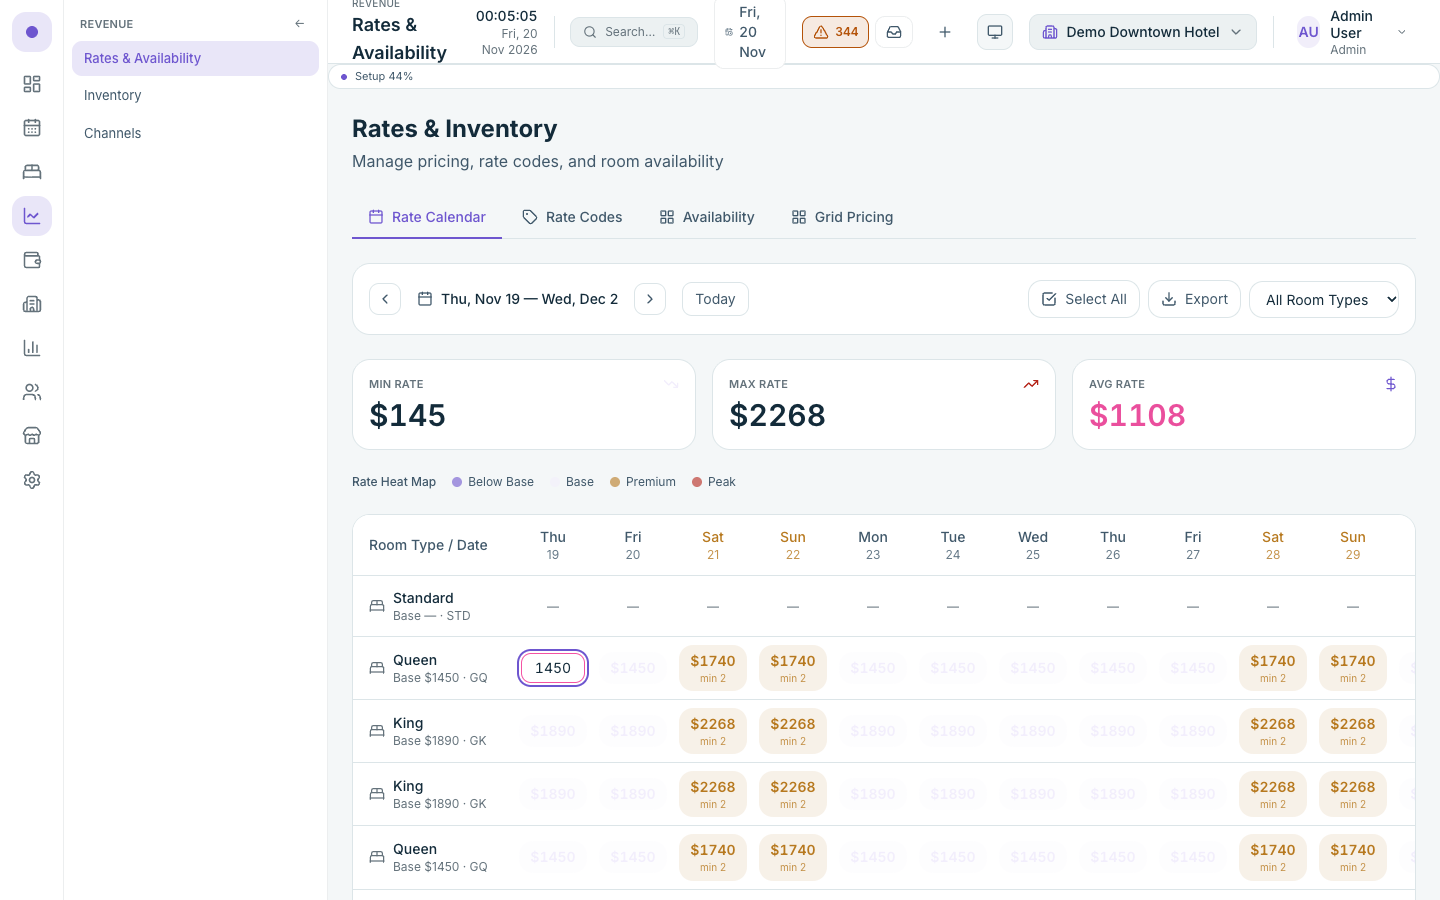 REVENUE
Rates & Availability
Inventory
Channels
REVENUE
Rates &
Availability
00:05:05
Fri, 20
Nov 2026
Search...
⌘K
Fri,
20
Nov
344
Demo Downtown Hotel
AU
Admin
User
Admin
Setup 44%
Rates & Inventory
Manage pricing, rate codes, and room availability
Rate Calendar
Rate Codes
Availability
Grid Pricing
Thu, Nov 19 — Wed, Dec 2
Today
Select All
Export
All Room Types
MIN RATE
$145
MAX RATE
$2268
AVG RATE
$1108
Rate Heat Map
Below Base
Base
Premium
Peak
Room Type / Date
Thu
19
Fri
20
Sat
21
Sun
22
Mon
23
Tue
24
Wed
25
Thu
26
Fri
27
Sat
28
Sun
29
Standard
Base — · STD
— — — — — — — — — — —
Queen
Base $1450 · GQ
1450
$1450
$1740
min 2
$1740
min 2
$1450
$1450
$1450
$1450
$1450
$1740
min 2
$1740
min 2
King
Base $1890 · GK
$1890
$1890
$2268
min 2
$2268
min 2
$1890
$1890
$1890
$1890
$1890
$2268
min 2
$2268
min 2
King
Base $1890 · GK
$1890
$1890
$2268
min 2
$2268
min 2
$1890
$1890
$1890
$1890
$1890
$2268
min 2
$2268
min 2
Queen
Base $1450 · GQ
$1450
$1450
$1740
min 2
$1740
min 2
$1450
$1450
$1450
$1450
$1450
$1740
min 2
$1740
min 2